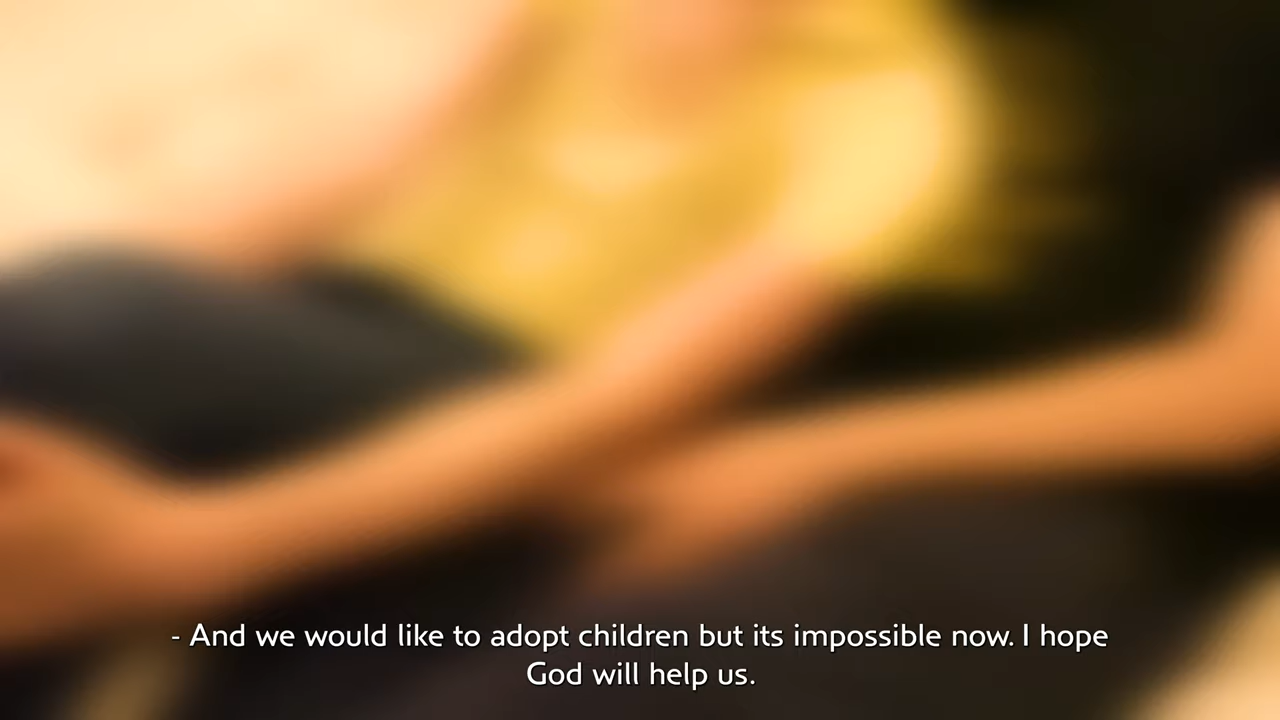 - And we would like to adopt children but its impossible now. I hope
God will help us.